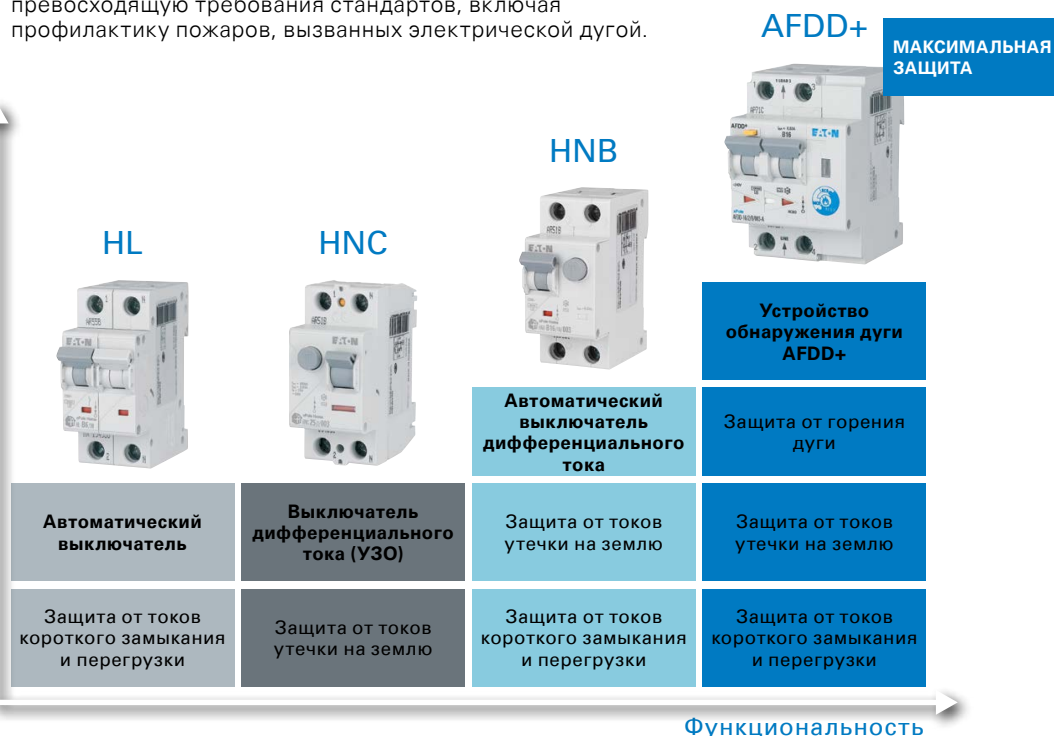 превосходящую требования стандартов, включая
профилактику пожаров, вызванных электрической дугой.
AFDD+
МАКСИМАЛЬНАЯ
ЗАЩИТА
HNB
HL
HNC
Устройство
обнаружения дуги
AFDD+
Автоматический
выключатель
дифференциального
тока
Защита от горения
дуги
Автоматический
выключатель
Выключатель
дифференциального
тока (УЗО)
Защита от токов
утечки на землю
Защита от токов
утечки на землю
Защита от токов
короткого замыкания
и перегрузки
Защита от токов
утечки на землю
Защита от токов
короткого замыкания
и перегрузки
Защита от токов
короткого замыкания
и перегрузки
Функциональность